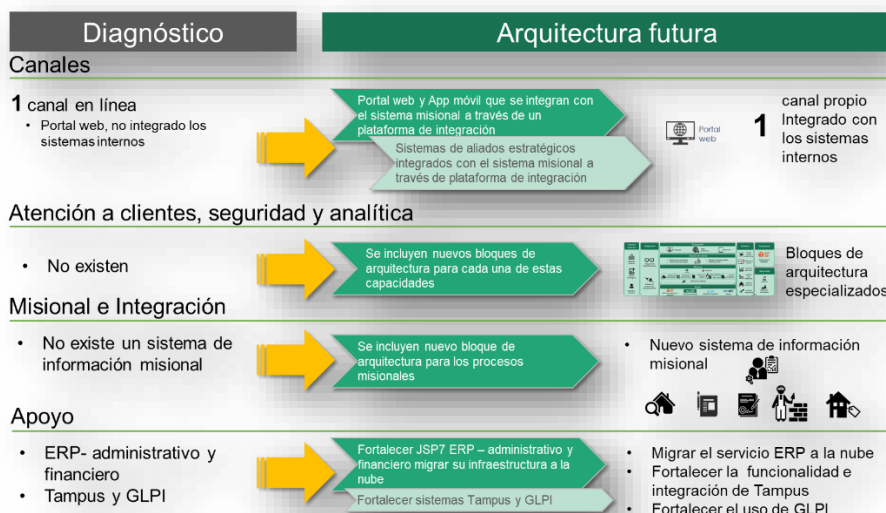 Diagnóstico
Arquitectura futura
Canales
1 canal en línea
• Portal web, no integrado los
sistemas internos
Portal web y App móvil que se integran con
el sistema misional a través de un
plataforma de integración
Sistemas de aliados estratégicos
integrados con el sistema misional a
través de plataforma de integración
Portal
web
1
canal propio
Integrado con
los sistemas
internos
Atención a clientes, seguridad y analítica
• No existen
Se incluyen nuevos bloques de
arquitectura para cada una de estas
capacidades
Bloques de
arquitectura
especializados
Misional e Integración
• No existe un sistema de
información misional
Se incluyen nuevo bloque de
arquitectura para los procesos
misionales
• Nuevo sistema de información
misional
Apoyo
• ERP- administrativo y
financiero
• Tampus y GLPI
Fortalecer JSP7 ERP – administrativo y
financiero migrar su infraestructura a la
nube
Fortalecer sistemas Tampus y GLPI
• Migrar el servicio ERP a la nube
• Fortalecer la funcionalidad e
integración de Tampus
• Fortalecer el uso de GLPI